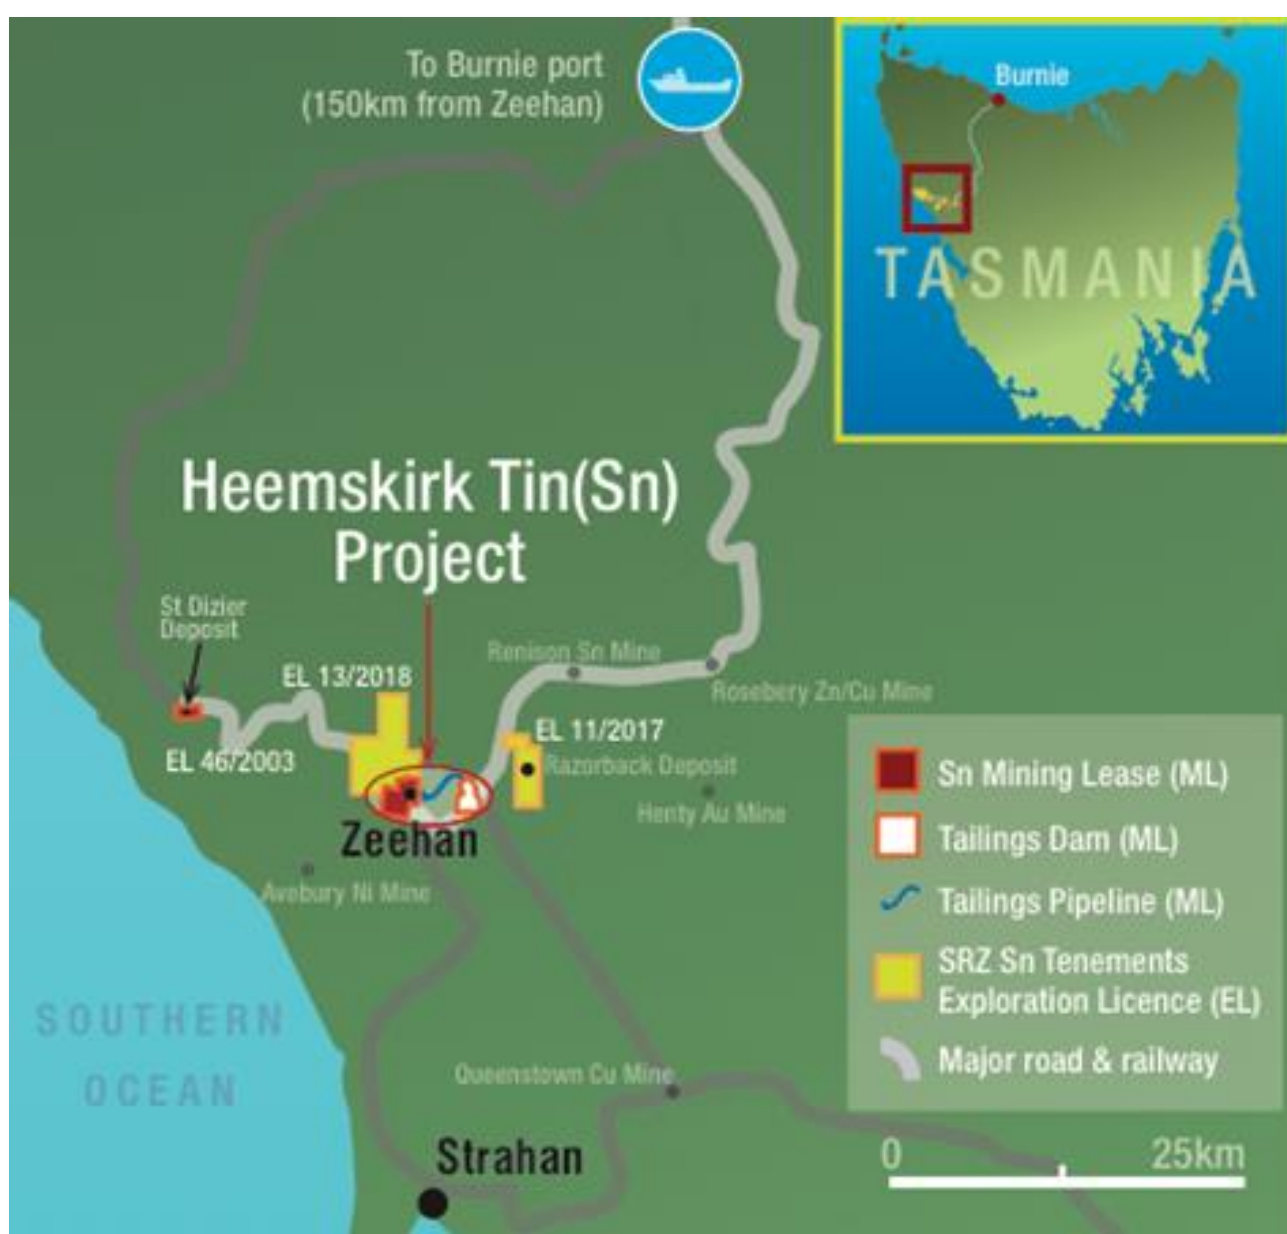 To Burnie port
(150km from Zeehan)
Burnie
TASMANIA
Heemskirk Tin(Sn)
Project
St Dizier
Deposit
EL 13/2018
Renison Sn Mine
Rosebery Zn/Cu Mine
EL 46/2003
EL 11/2017
Razorback Deposit
Henty Au Mine
Zeehan
Avebury Ni Mine
Sn Mining Lease (ML)
Tailings Dam (ML)
Tailings Pipeline (ML)
SRZ Sn Tenements
Exploration Licence (EL)
Major road & railway
SOUTHERN
OCEAN
Queenstown Cu Mine
Strahan
0 25km